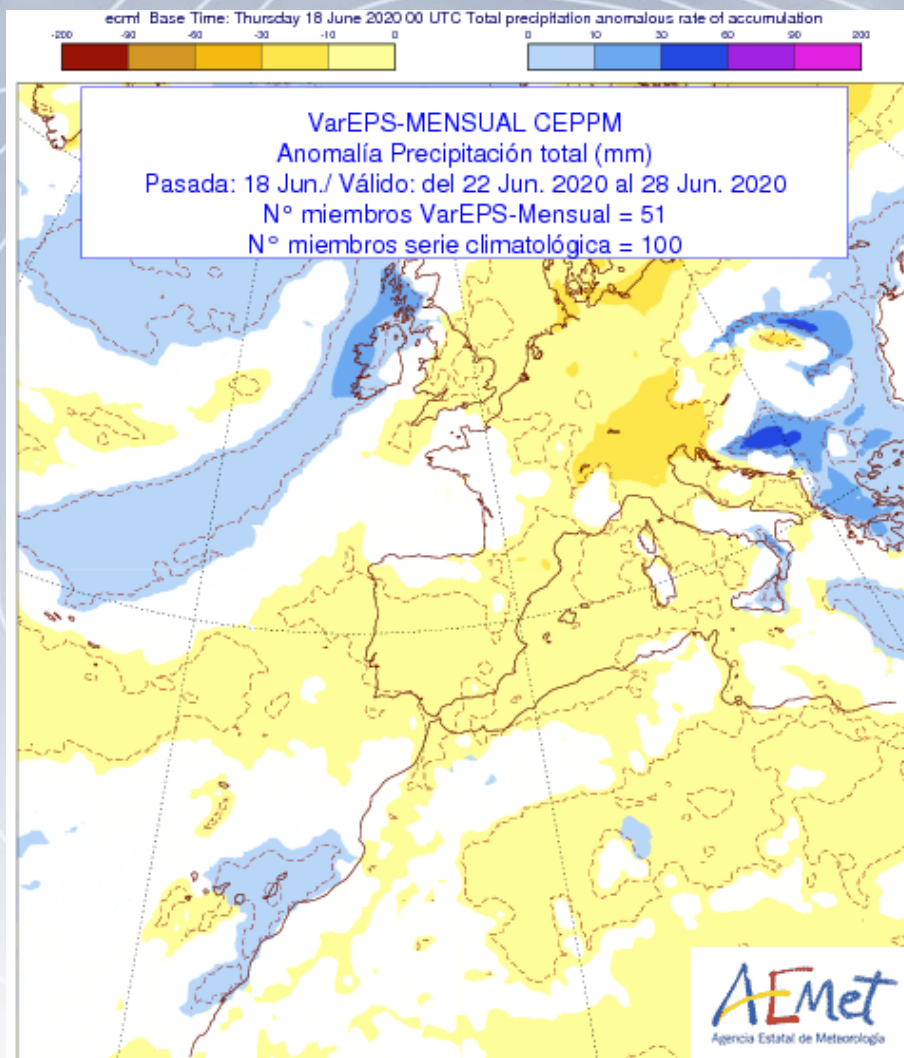 ecmf Base Time: Thursday 18 June 2020 00 UTC Total precipitation anomalous rate of accumulation
-200 -90 -60 -30 -10 0 0 10 30 60 90 200
VarEPS-MENSUAL CEPPM
Anomalía Precipitación total (mm)
Pasada: 18 Jun./ Válido: del 22 Jun. 2020 al 28 Jun. 2020
N° miembros VarEPS-Mensual = 51
N° miembros serie climatológica = 100
AEMet
Agencia Estatal de Meteorología